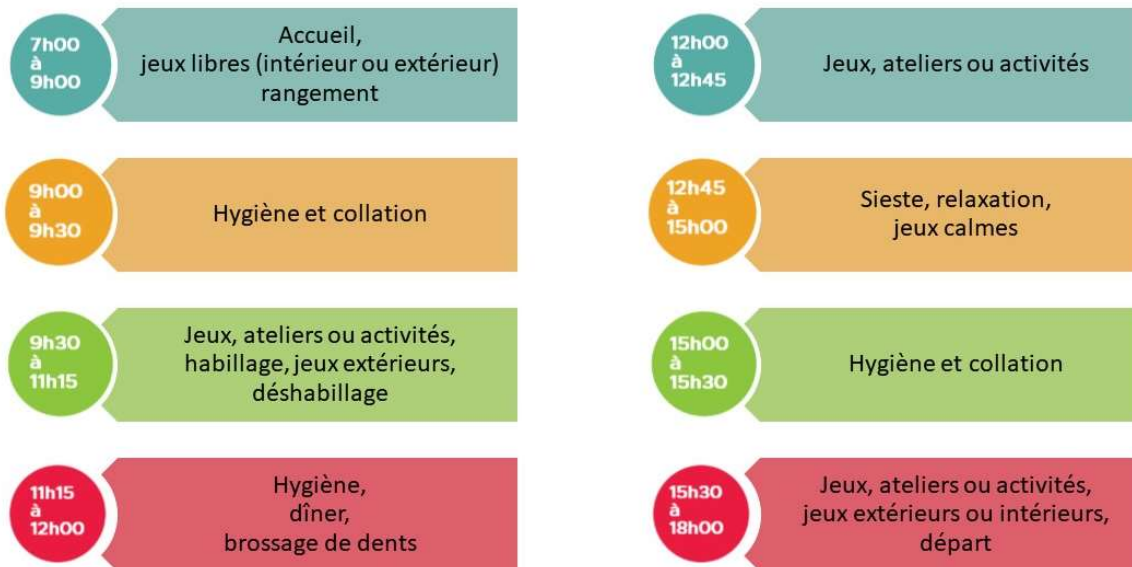 7h00
à
9h00
Accueil,
jeux libres (intérieur ou extérieur)
rangement
9h00
à
9h30
Hygiène et collation
9h30
à
11h15
Jeux, ateliers ou activités,
habillage, jeux extérieurs,
déshabillage
11h15
à
12h00
Hygiène,
dîner,
brossage de dents
12h00
à
12h45
Jeux, ateliers ou activités
12h45
à
15h00
Sieste, relaxation,
jeux calmes
15h00
à
15h30
Hygiène et collation
15h30
à
18h00
Jeux, ateliers ou activités,
jeux extérieurs ou intérieurs,
départ